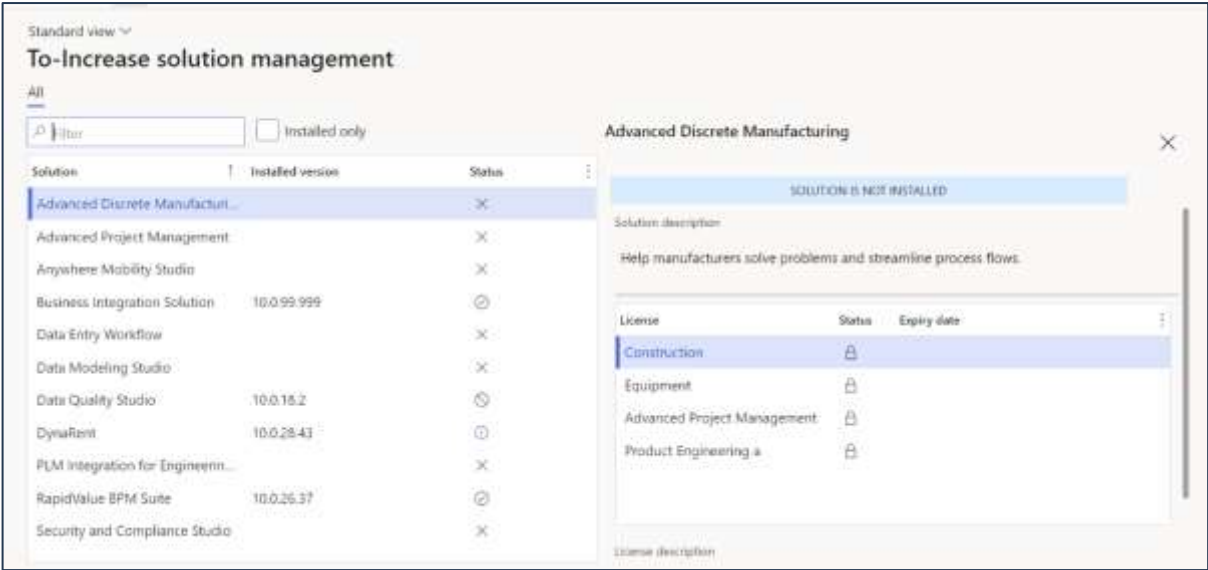 Standard view
To-Increase solution management
All
Filter
Installed only
Solution ↑ Installed version Status
Advanced Discrete Manufacturi...
Advanced Project Management
Anywhere Mobility Studio
Business Integration Solution 10.0.99.999
Data Entry Workflow
Data Modeling Studio
Data Quality Studio 10.0.18.2
DynaRent 10.0.28.43
PLM Integration for Engineerin...
RapidValue BPM Suite 10.0.26.37
Security and Compliance Studio
Advanced Discrete Manufacturing
SOLUTION IS NOT INSTALLED
Solution description
Help manufacturers solve problems and streamline process flows.
License Status Expiry date
Construction
Equipment
Advanced Project Management
Product Engineering a
License description